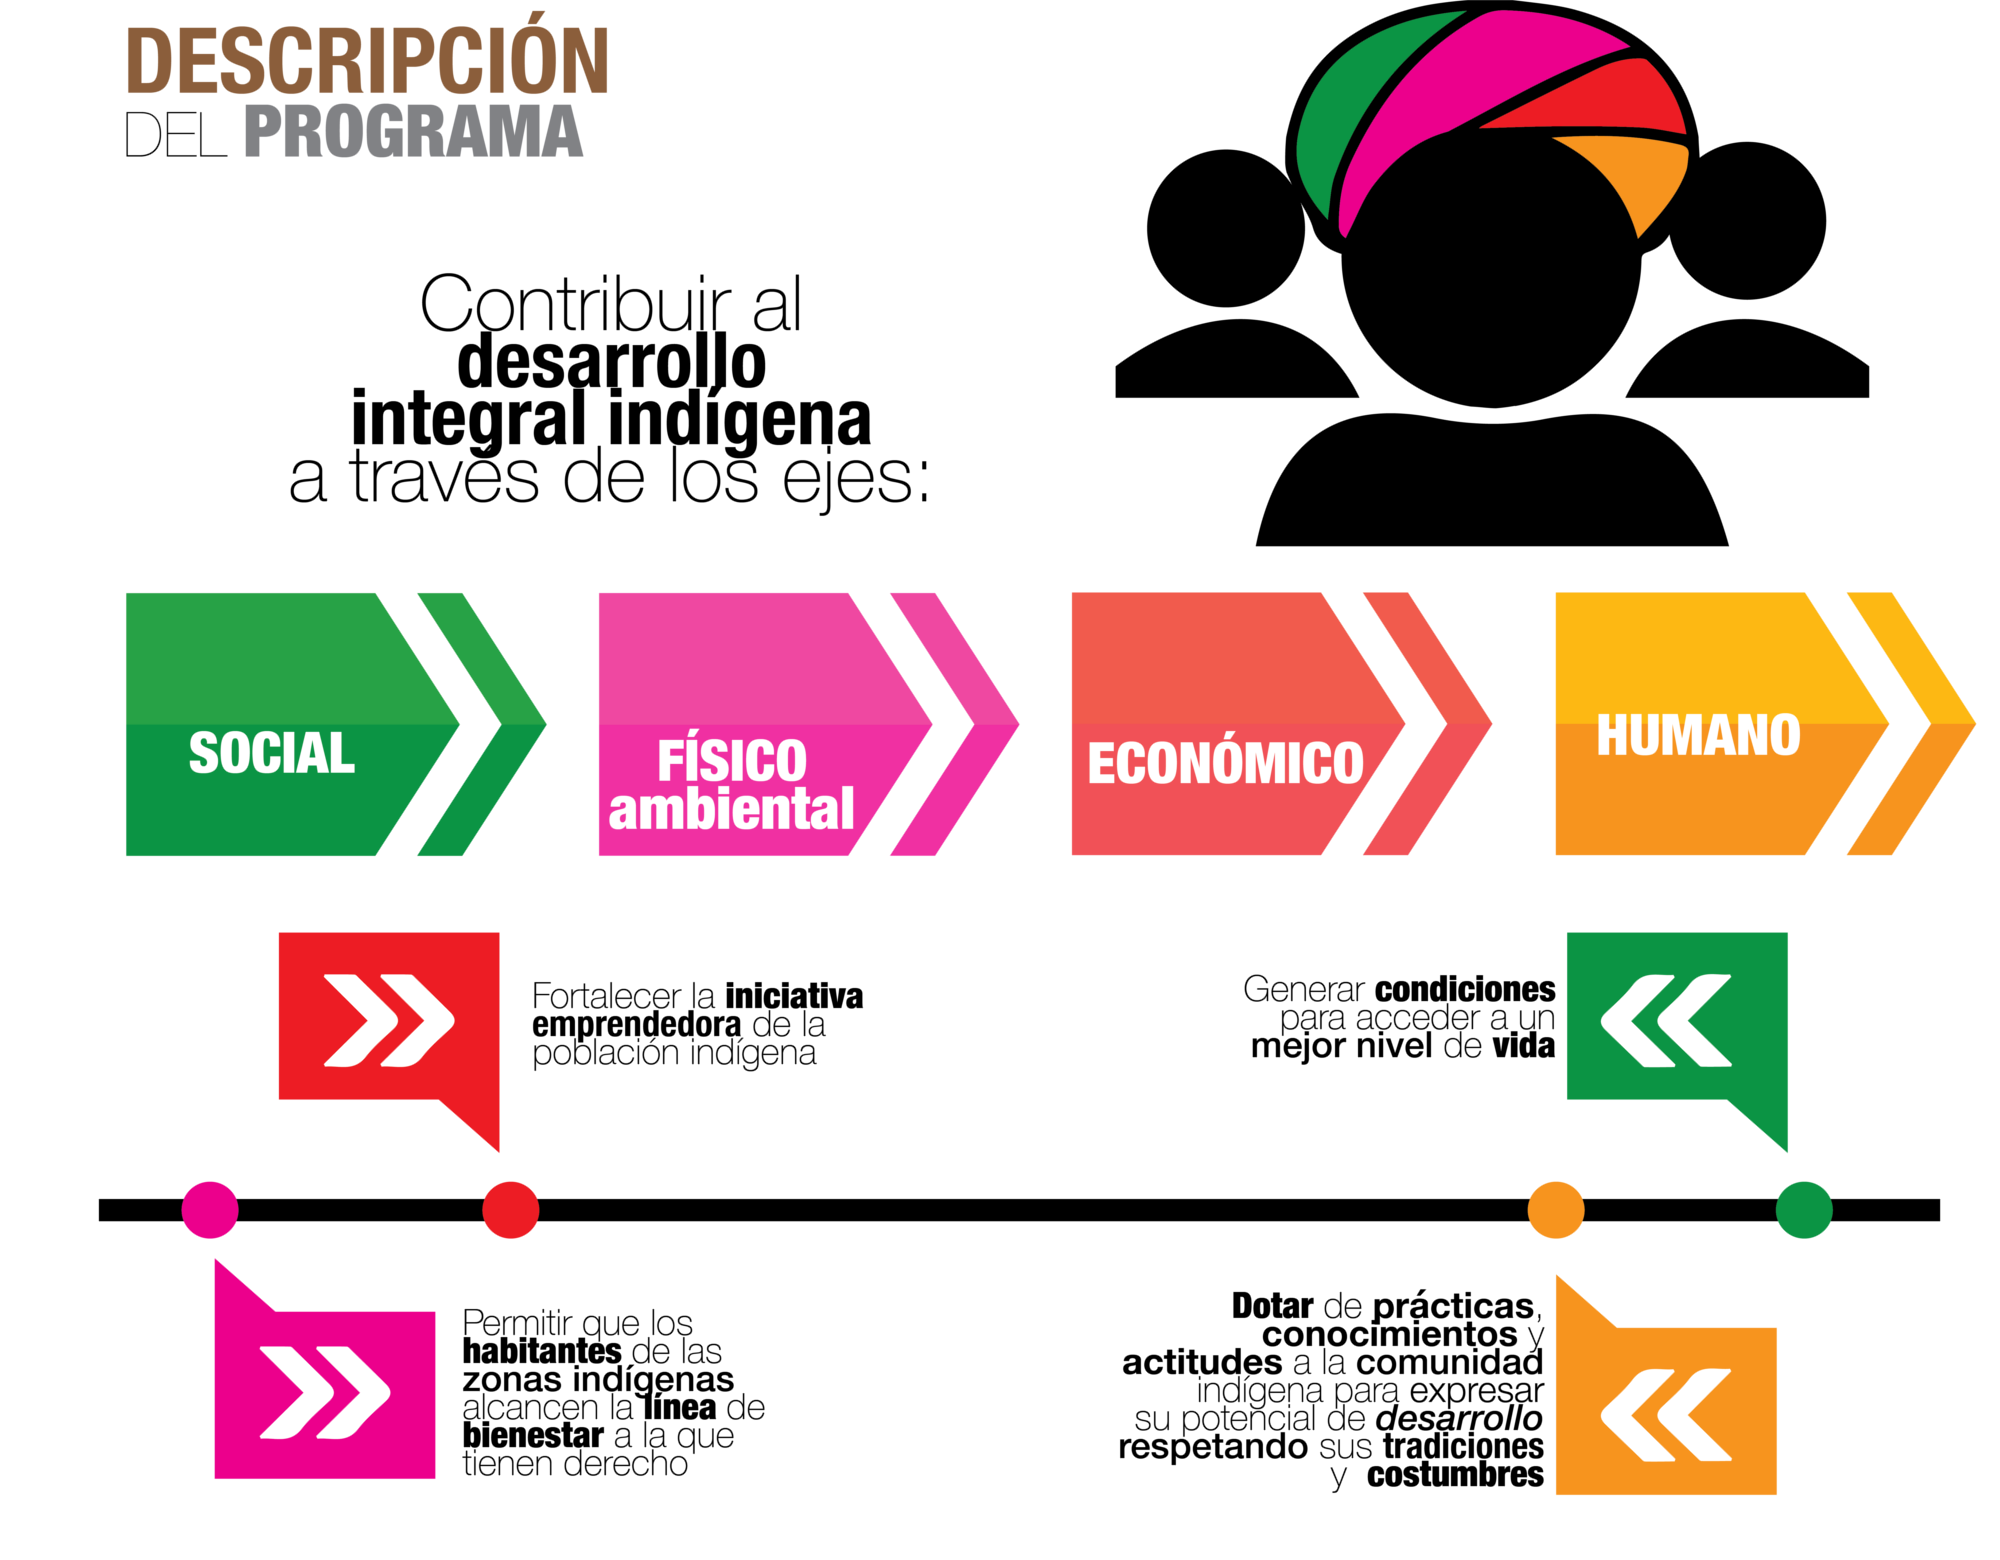 DESCRIPCIÓN
DEL PROGRAMA
Contribuir al
desarrollo
integral indígena
a través de los ejes:
SOCIAL
FÍSICO
ambiental
ECONÓMICO
HUMANO
Fortalecer la iniciativa
emprendedora de la
población indígena
Generar condiciones
para acceder a un
mejor nivel de vida
Permitir que los
habitantes de las
zonas indígenas
alcancen la línea de
bienestar a la que
tienen derecho
Dotar de prácticas,
conocimientos y
actitudes a la comunidad
indígena para expresar
su potencial de desarrollo
respetando sus tradiciones
y costumbres